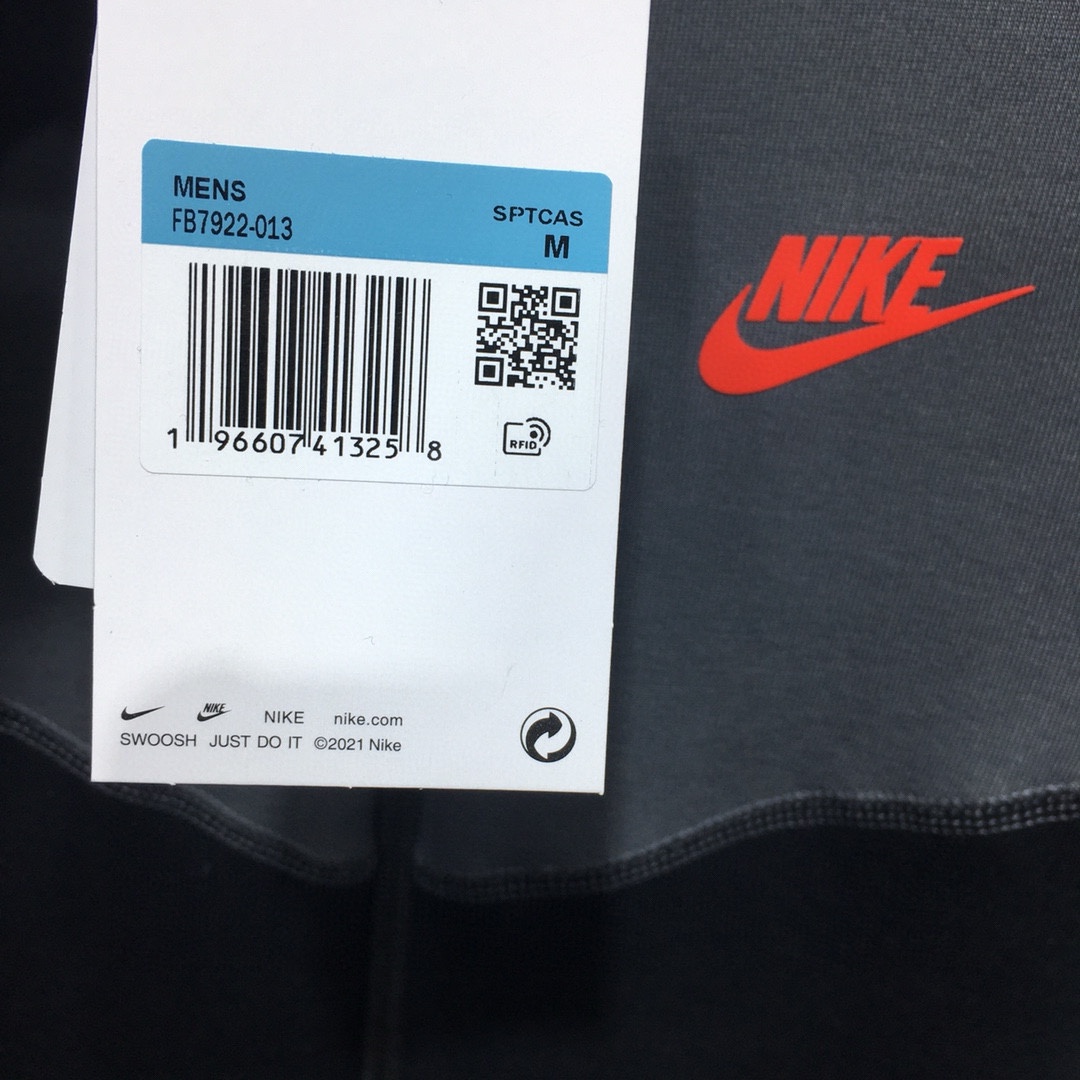 MENS
FB7922-013
SPTCAS
M
1 96607 41325 8
RFID
NIKE
NIKE NIKE nike.com
SWOOSH JUST DO IT ©2021 Nike